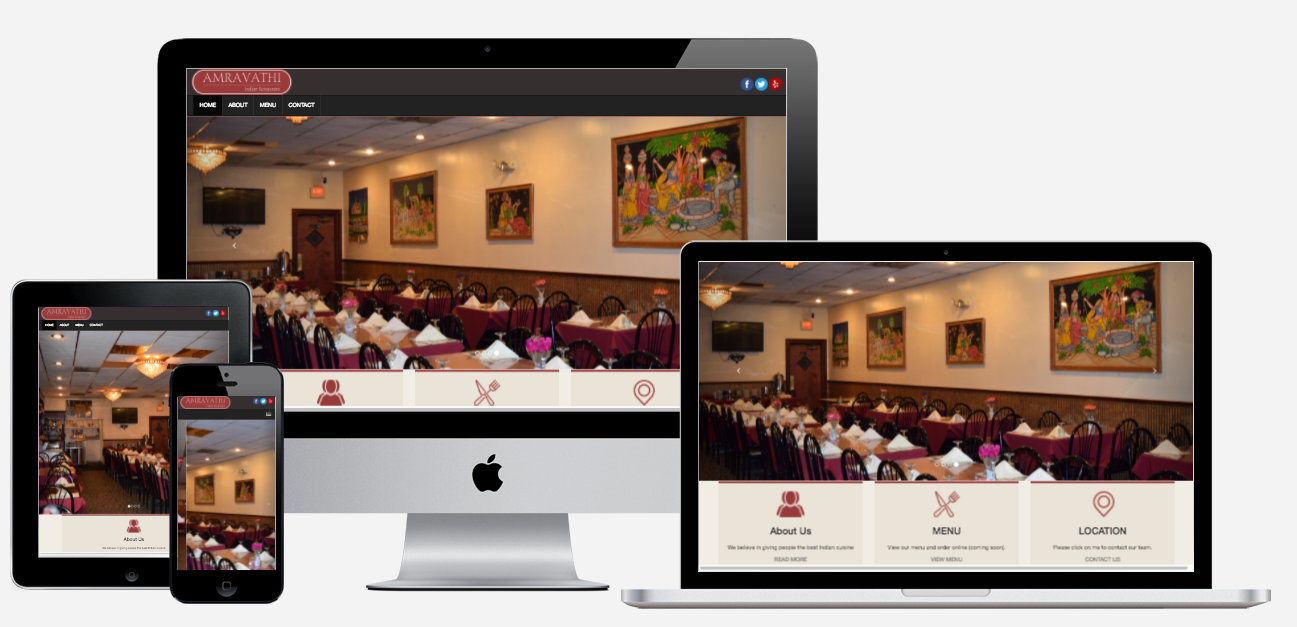 AMRAVATHI
Indian Restaurant
HOME ABOUT MENU CONTACT
AMRAVATHI
HOME ABOUT MENU CONTACT
About Us
AMRAVATHI
About Us
We believe in giving people the best Indian cuisine
READ MORE
MENU
View our menu and order online (coming soon).
VIEW MENU
LOCATION
Please click on me to contact our team.
CONTACT US